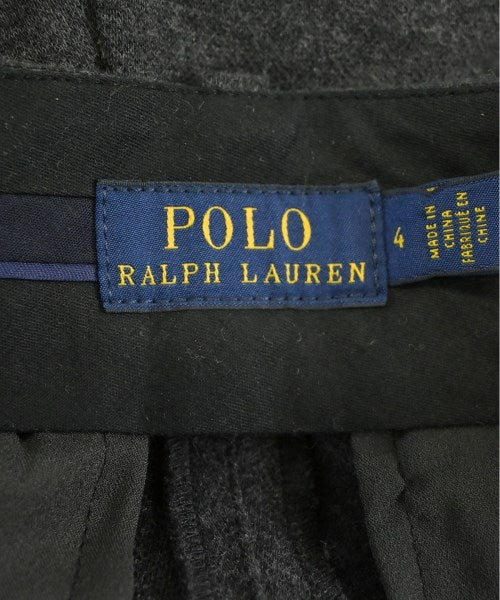 POLO
RALPH LAUREN
4
MADE IN
CHINA
FABRIQUÉ EN
CHINE